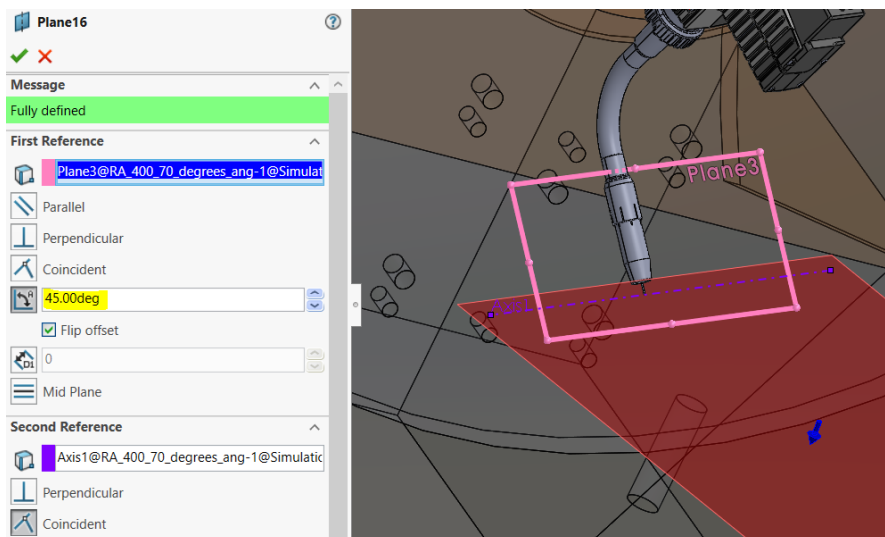 Plane16
Message
Fully defined
First Reference
Plane3@RA_400_70_degrees_ang-1@Simulat
Parallel
Perpendicular
Coincident
45.00deg
Flip offset
D1
0
Mid Plane
Second Reference
Axis1@RA_400_70_degrees_ang-1@Simulatic
Perpendicular
Coincident
Plane3
Axis1